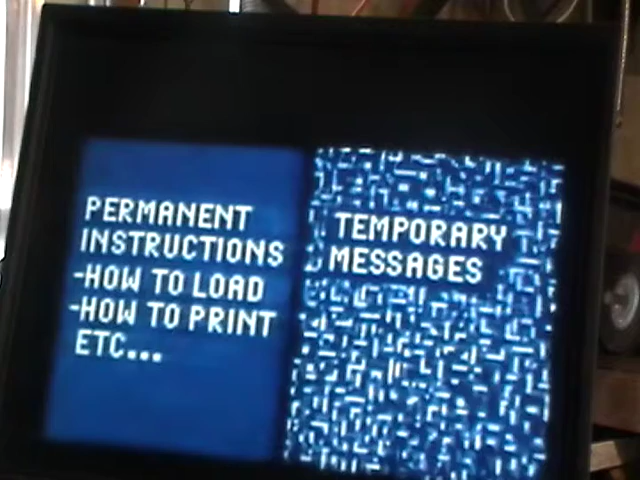 PERMANENT
INSTRUCTIONS
-HOW TO LOAD
-HOW TO PRINT
ETC...
TEMPORARY
MESSAGES